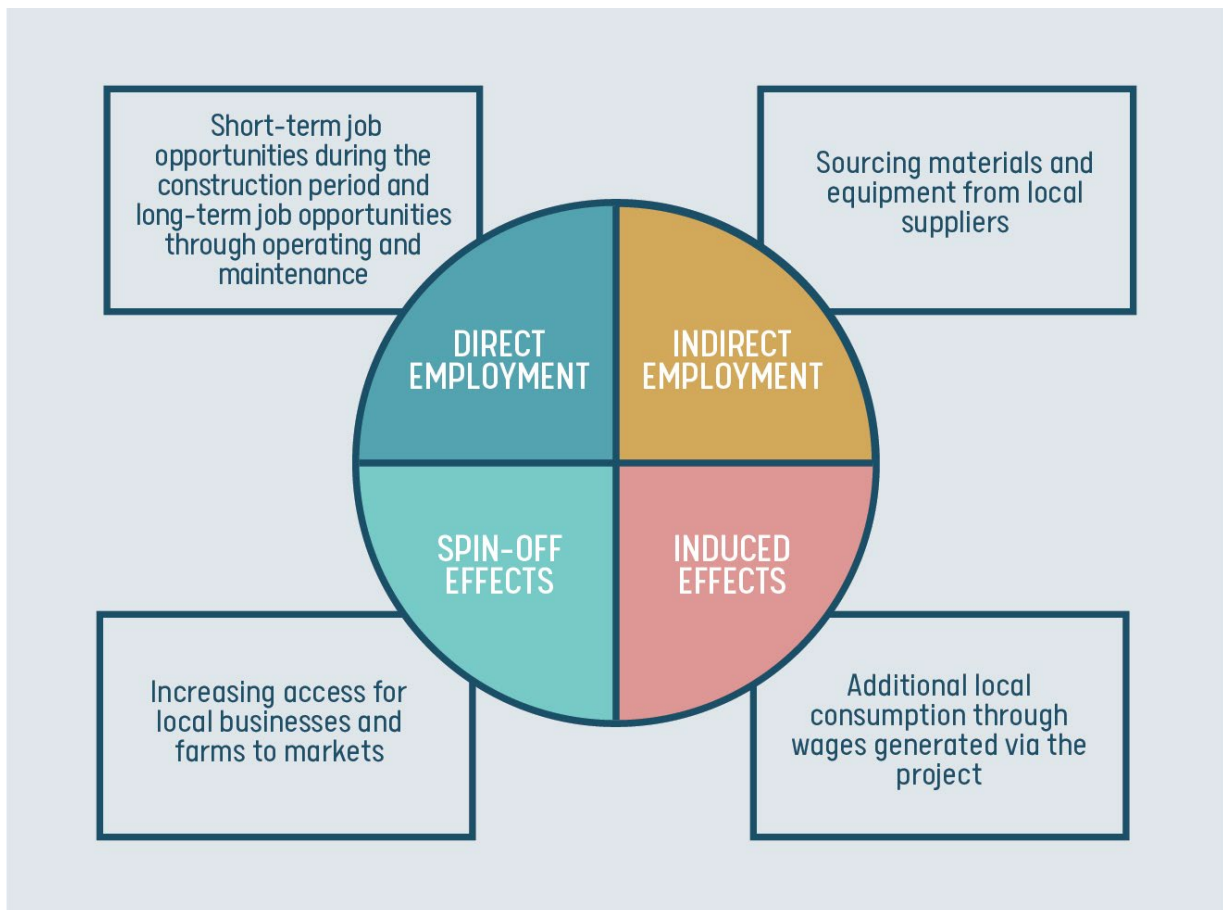 Short-term job
opportunities during the
construction period and
long-term job opportunities
through operating and
maintenance
Sourcing materials and
equipment from local
suppliers
DIRECT
EMPLOYMENT
INDIRECT
EMPLOYMENT
SPIN-OFF
EFFECTS
INDUCED
EFFECTS
Increasing access for
local businesses and
farms to markets
Additional local
consumption through
wages generated via the
project